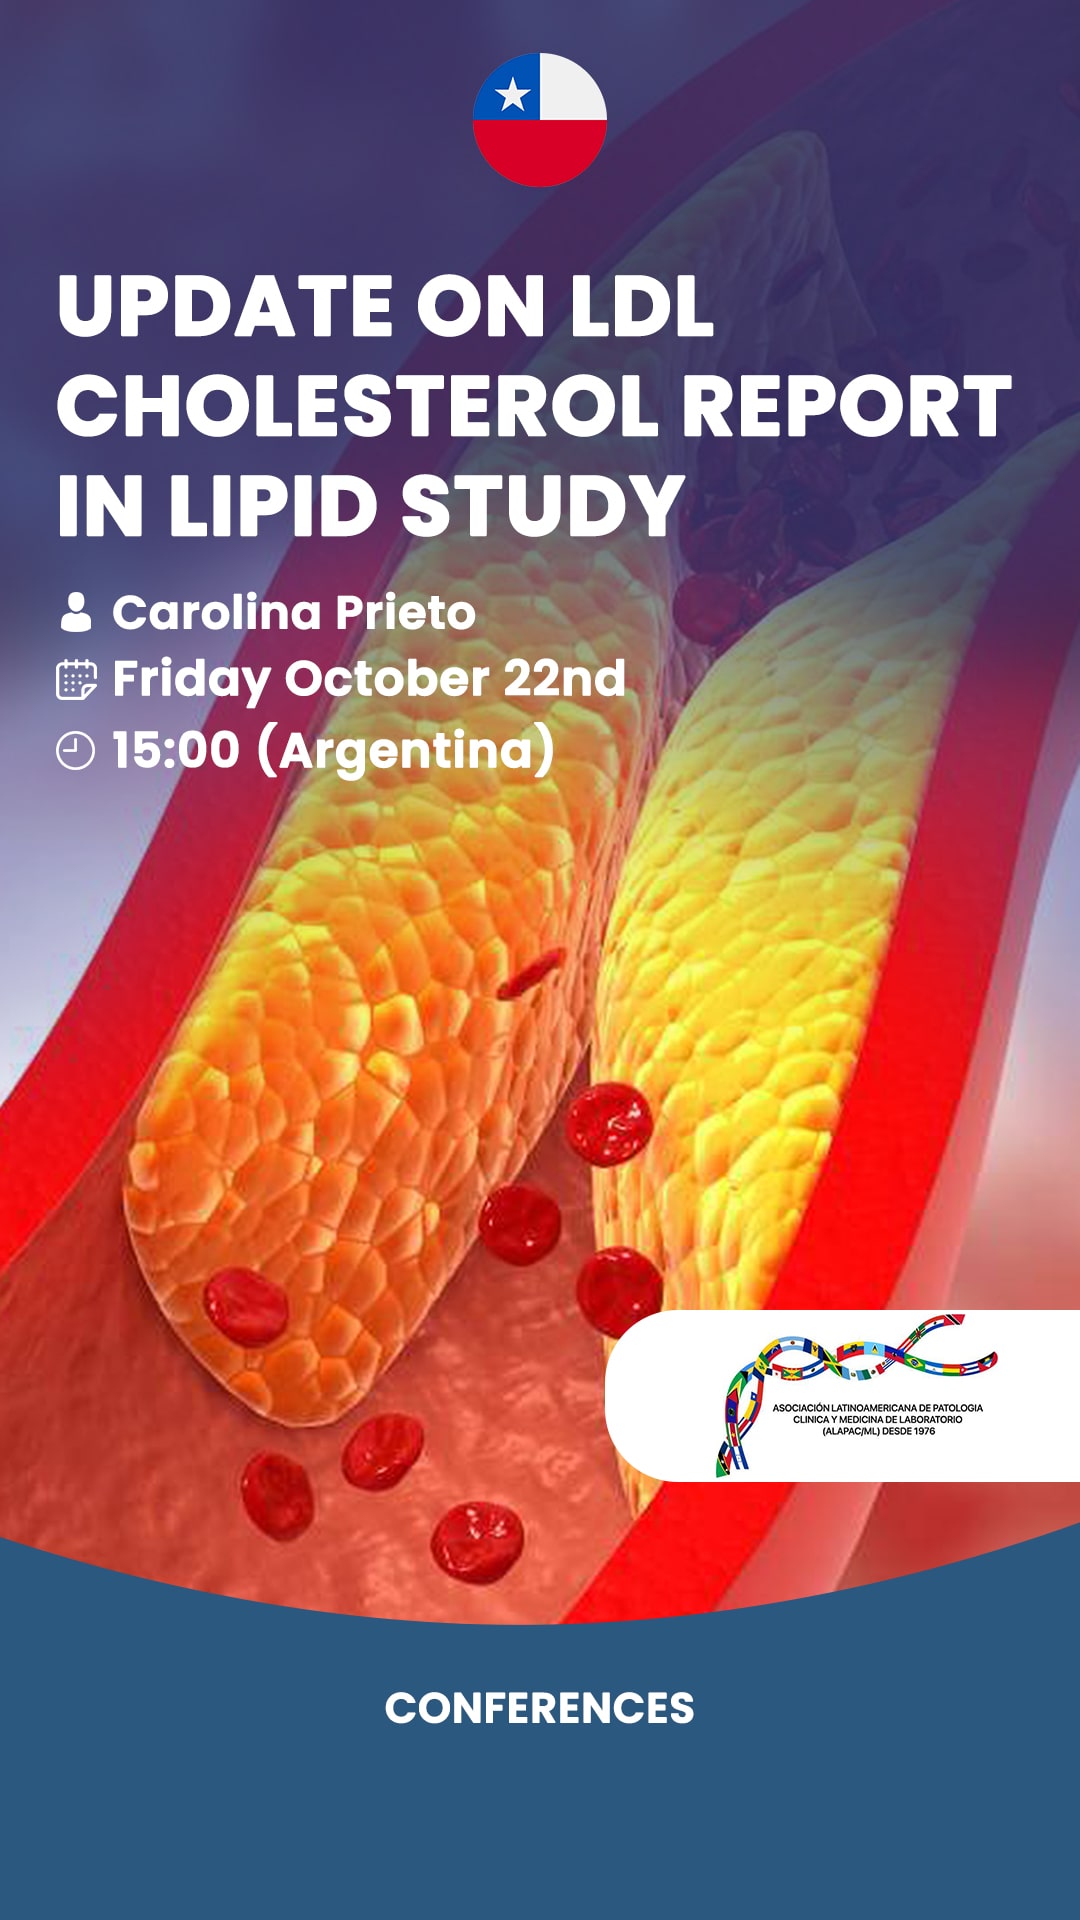 UPDATE ON LDL
CHOLESTEROL REPORT
IN LIPID STUDY
Carolina Prieto
Friday October 22nd
15:00 (Argentina)
ASOCIACIÓN LATINOAMERICANA DE PATOLOGIA
CLINICA Y MEDICINA DE LABORATORIO
(ALAPAC/ML) DESDE 1976
CONFERENCES